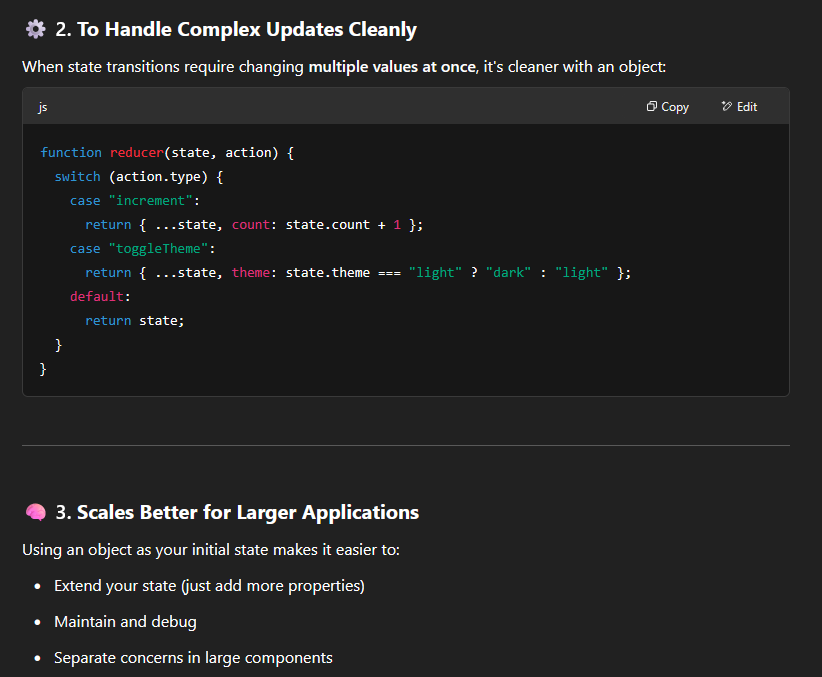 ⚙️ 2. To Handle Complex Updates Cleanly
When state transitions require changing multiple values at once, it's cleaner with an object:
js Copy Edit
function reducer(state, action) {
  switch (action.type) {
    case "increment":
      return { ...state, count: state.count + 1 };
    case "toggleTheme":
      return { ...state, theme: state.theme === "light" ? "dark" : "light" };
    default:
      return state;
  }
}
🧠 3. Scales Better for Larger Applications
Using an object as your initial state makes it easier to:
• Extend your state (just add more properties)
• Maintain and debug
• Separate concerns in large components